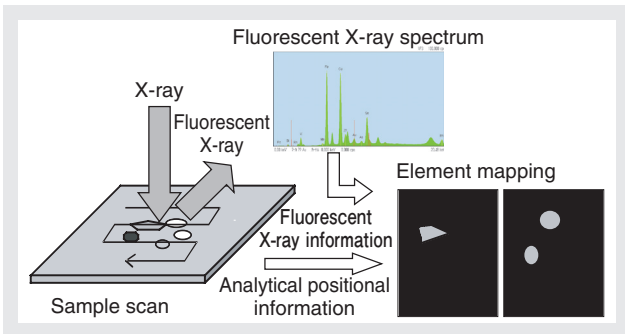 Fluorescent X-ray spectrum
X-ray
Fluorescent
X-ray
Element mapping
Fluorescent
X-ray information
Analytical positional
information
Sample scan